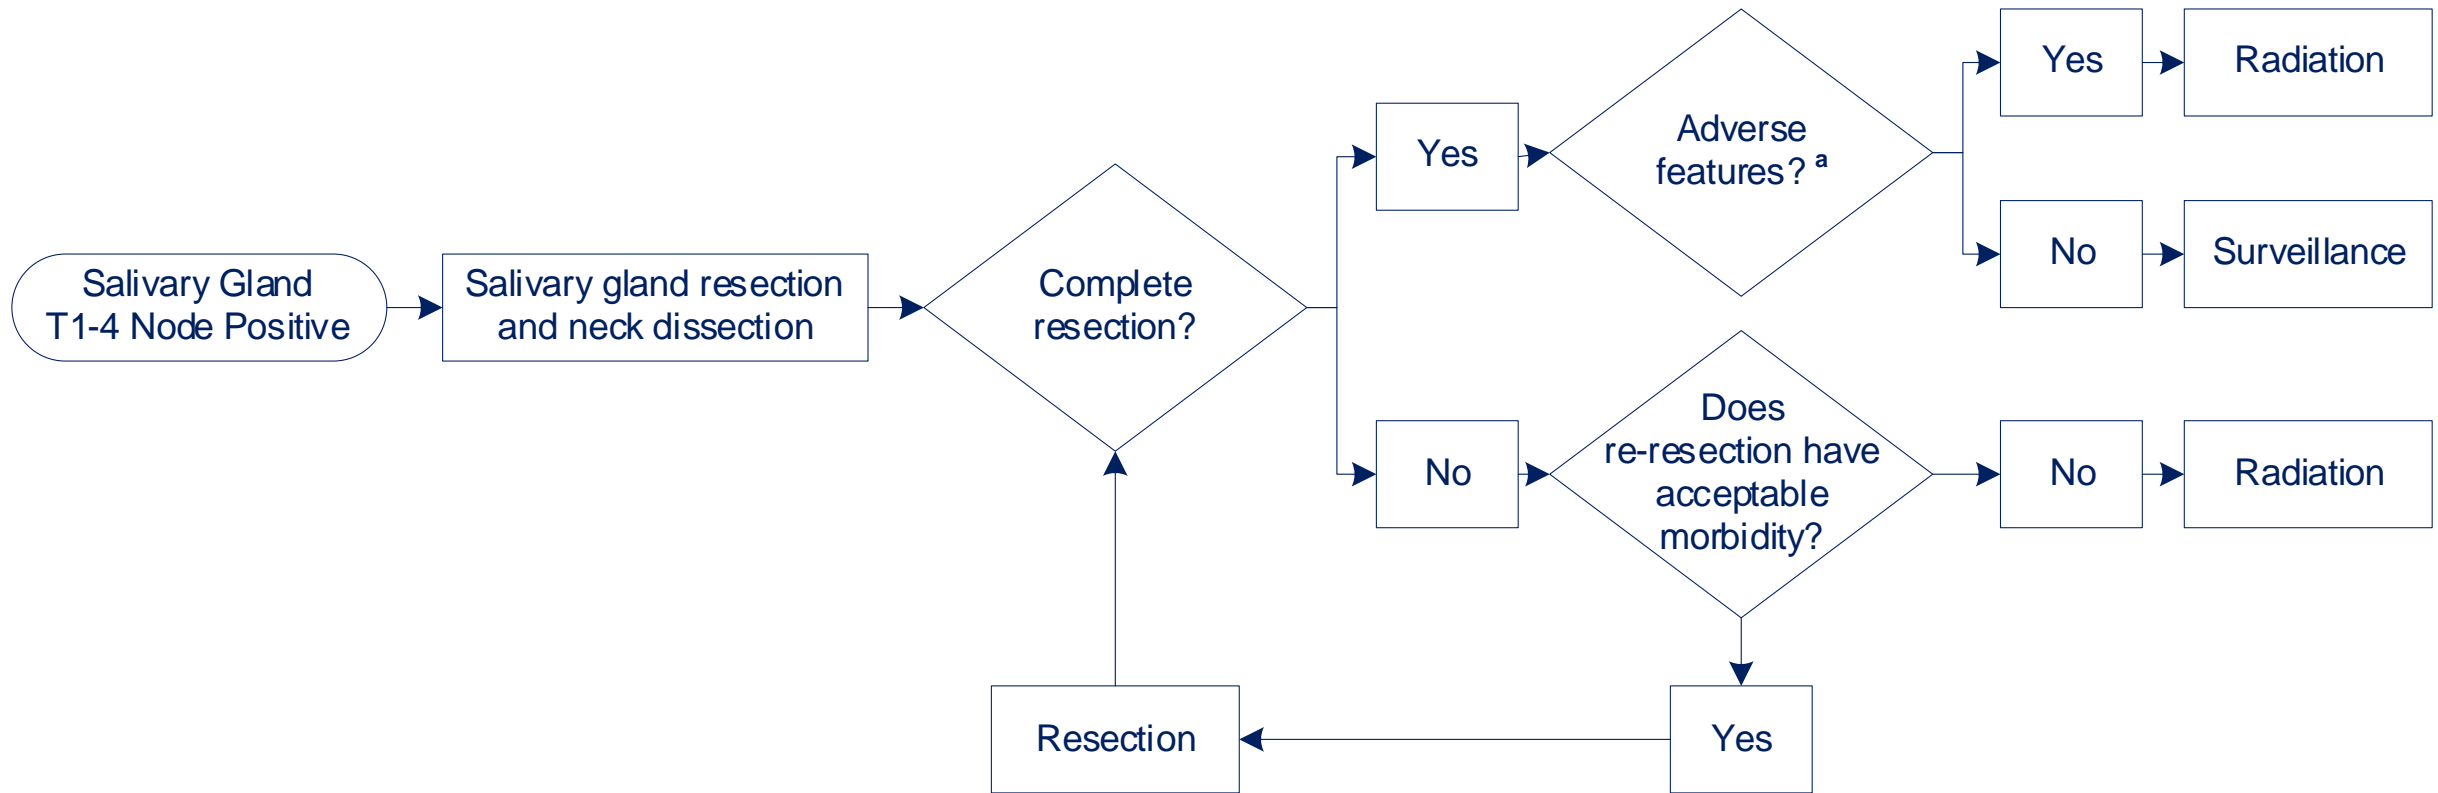 Salivary Gland
T1-4 Node Positive
Salivary gland resection
and neck dissection
Complete
resection?
Yes
Adverse
features? a
Yes
Radiation
No
Surveillance
No
Does
re-resection have
acceptable
morbidity?
No
Radiation
Yes
Resection